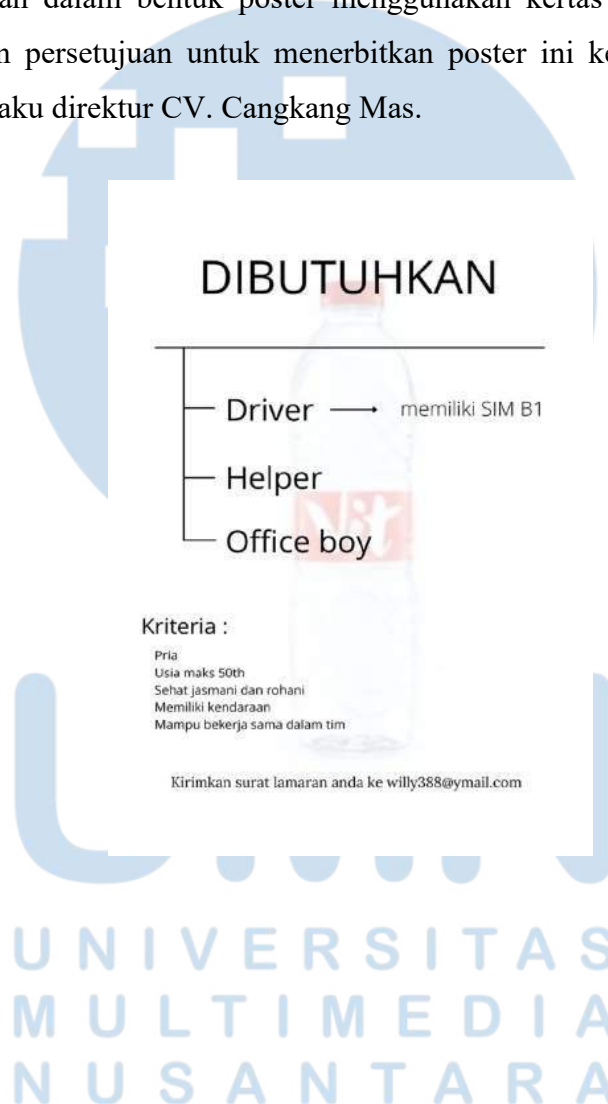 an dalam bentuk poster menggunakan kertas
n persetujuan untuk menerbitkan poster ini k
aku direktur CV. Cangkang Mas.
DIBUTUHKAN
Driver → memiliki SIM B1
Helper
Office boy
Vit
Kriteria :
Pria
Usia maks 50th
Sehat jasmani dan rohani
Memiliki kendaraan
Mampu bekerja sama dalam tim
Kirimkan surat lamaran anda ke willy388@ymail.com
UNIVERSITAS
MULTIMEDIA
NUSANTARA